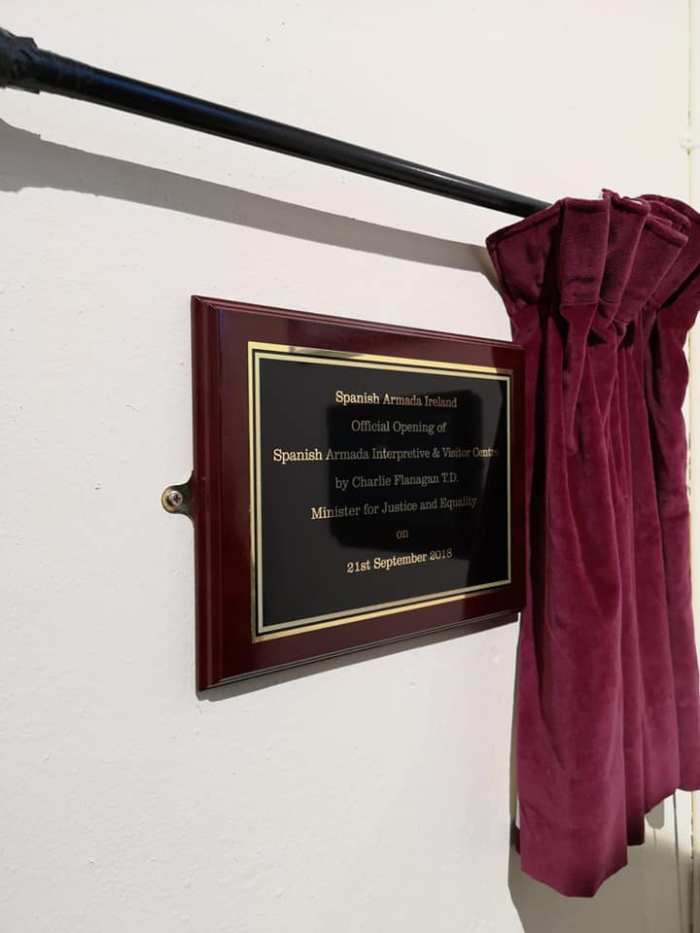 Spanish Armada Ireland
Official Opening of
Spanish Armada Interpretive & Visitor Centre
by Charlie Flanagan T.D.
Minister for Justice and Equality
on
21st September 2018